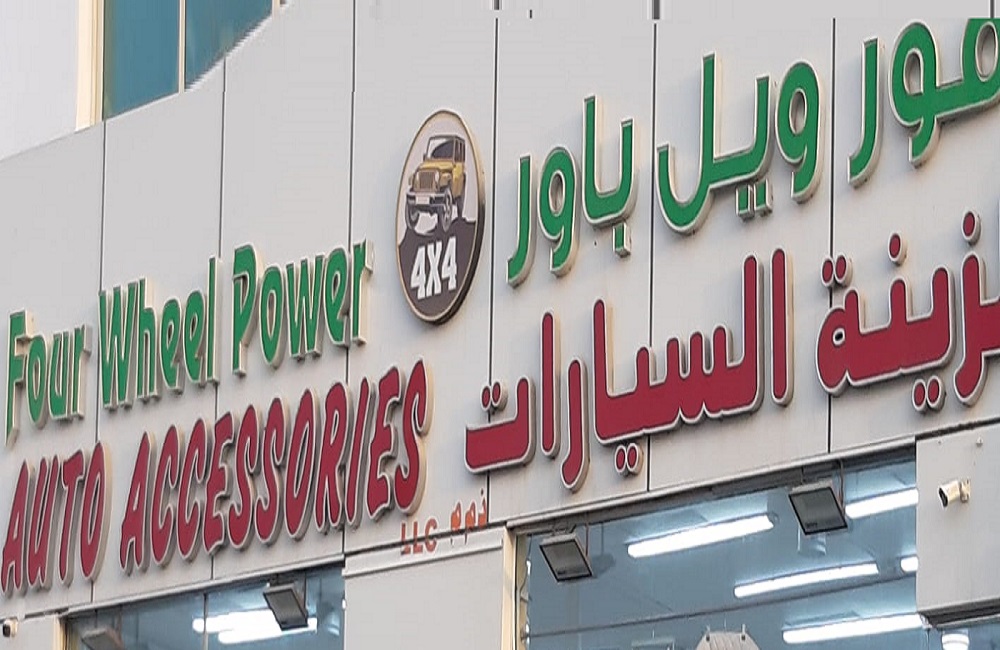 Four Wheel Power
AUTO ACCESSORIES
4X4
فور ويل باور
زينة السيارات
LLC ذ.م.م